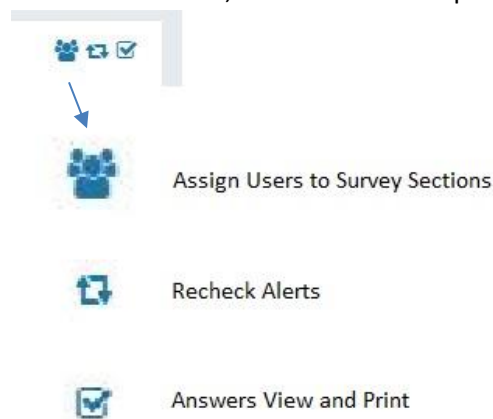 Assign Users to Survey Sections
Recheck Alerts
Answers View and Print